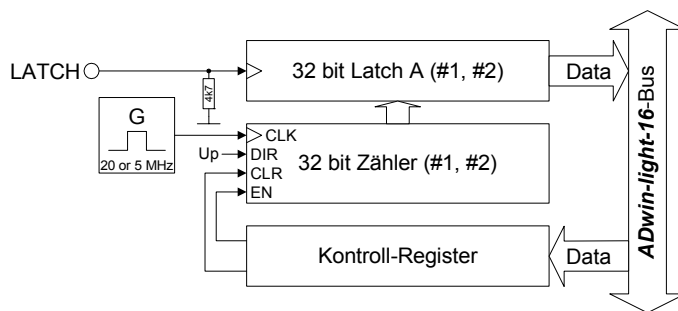 LATCH
4k7
32 bit Latch A (#1, #2)
Data
G
20 or 5 MHz
Up
CLK
DIR
CLR
EN
32 bit Zähler (#1, #2)
Kontroll-Register
Data
ADwin-light-16-Bus